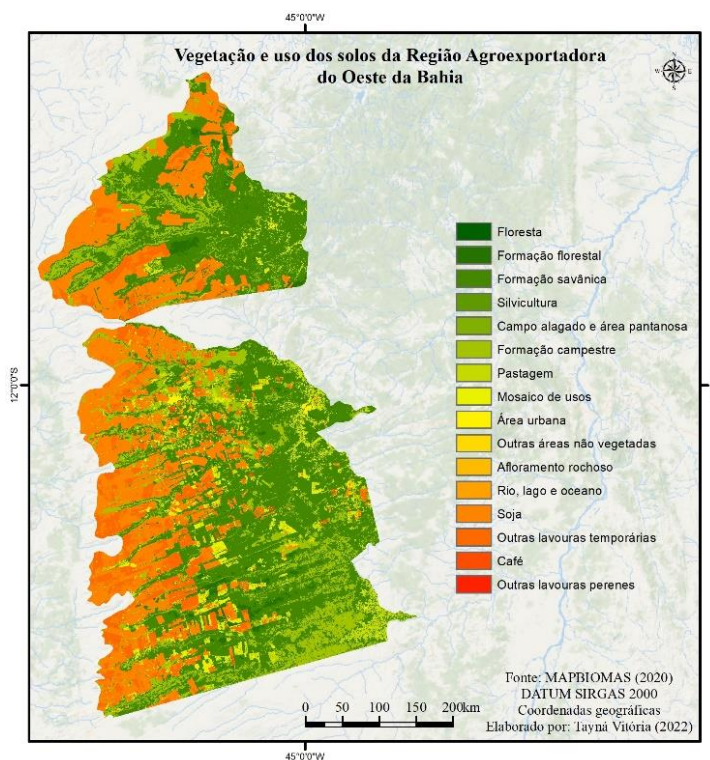 45°0'0"W
Vegetação e uso dos solos da Região Agroexportadora
do Oeste da Bahia
N
W E
S
12°0'0"S
Floresta
Formação florestal
Formação savânica
Silvicultura
Campo alagado e área pantanosa
Formação campestre
Pastagem
Mosaico de usos
Área urbana
Outras áreas não vegetadas
Afloramento rochoso
Rio, lago e oceano
Soja
Outras lavouras temporárias
Café
Outras lavouras perenes
Fonte: MAPBIOMAS (2020)
DATUM SIRGAS 2000
Coordenadas geográficas
Elaborado por: Tayná Vitória (2022)
0 50 100 150 200km
45°0'0"W